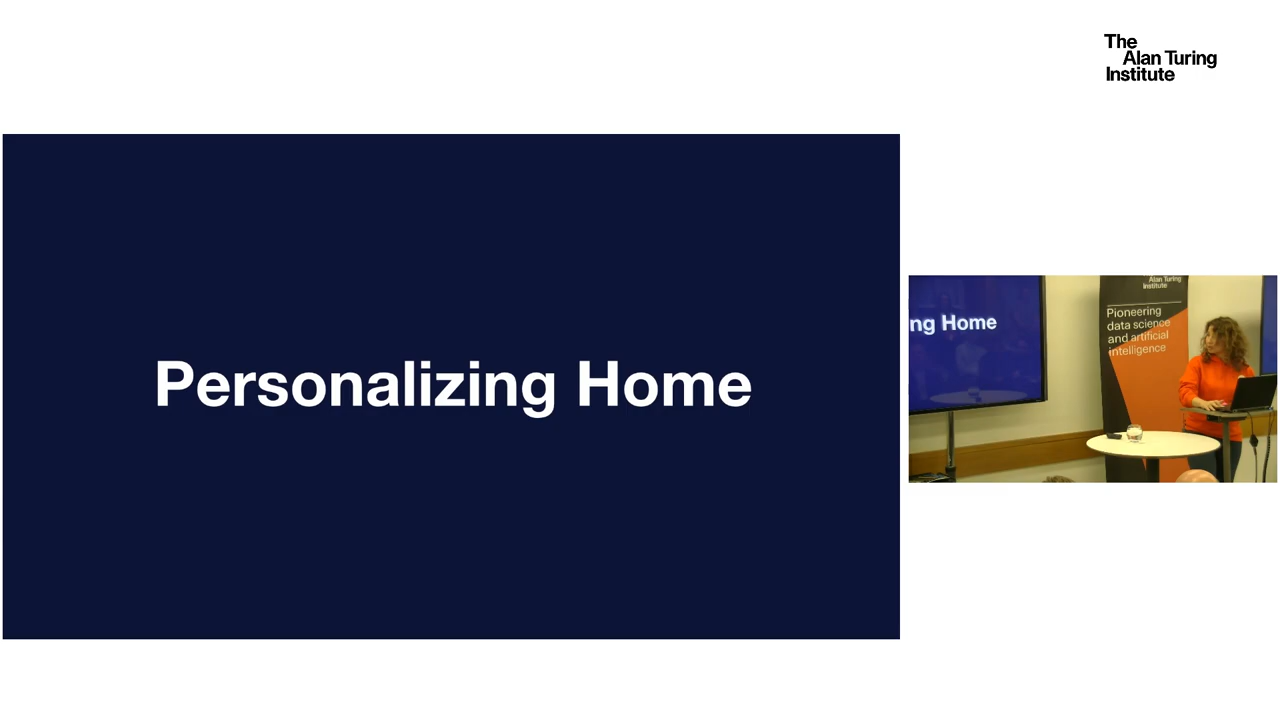 The
Alan Turing
Institute
Personalizing Home
ng Home
Alan Turing
Institute
Pioneering
data science
and artificial
intelligence